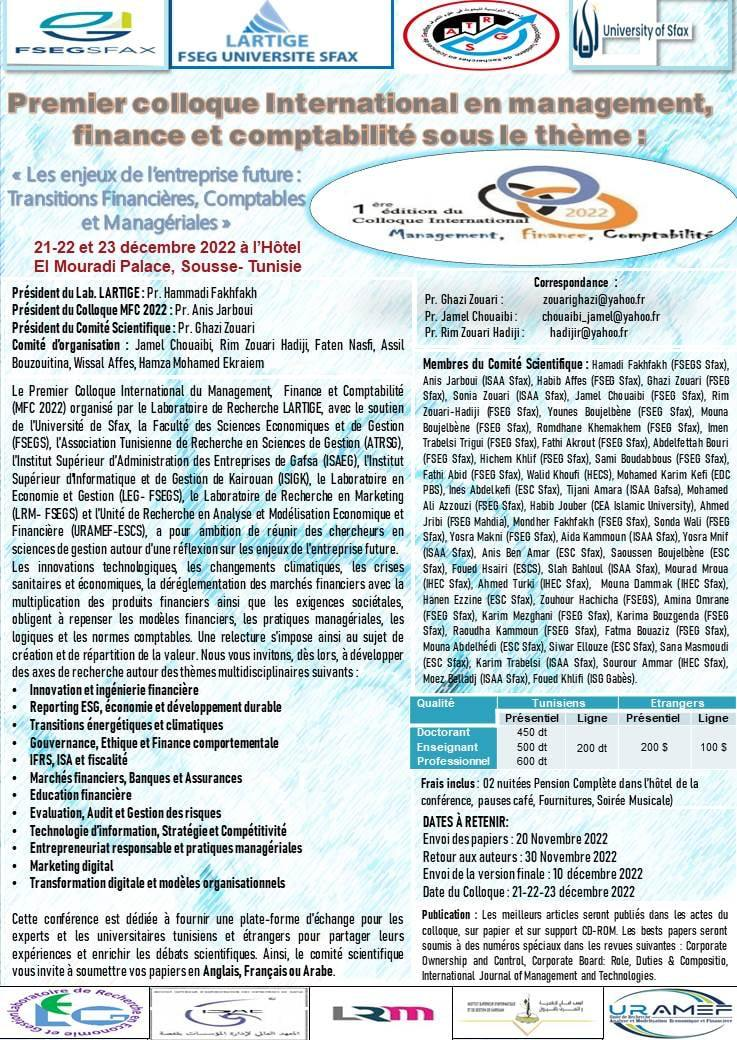 FSEGSFAX
LARTIGE
FSEG UNIVERSITE SFAX
ATRSG
University of Sfax
Premier colloque International en management,
finance et comptabilité sous le thème :
« Les enjeux de l’entreprise future :
Transitions Financières, Comptables
et Managériales »
1ère édition du
Colloque International
2022
Management, Finance, Comptabilité
21-22 et 23 décembre 2022 à l’Hôtel
El Mouradi Palace, Sousse- Tunisie
Président du Lab. LARTIGE : Pr. Hammadi Fakhfakh
Président du Colloque MFC 2022 : Pr. Anis Jarboui
Président du Comité Scientifique : Pr. Ghazi Zouari
Comité d'organisation : Jamel Chouaibi, Rim Zouari Hadiji, Faten Nasfi, Assil
Bouzouitina, Wissal Affes, Hamza Mohamed Ekraiem
Le Premier Colloque International du Management, Finance et Comptabilité
(MFC 2022) organisé par le Laboratoire de Recherche LARTIGE, avec le soutien
de l'Université de Sfax, la Faculté des Sciences Economiques et de Gestion
(FSEGS), l'Association Tunisienne de Recherche en Sciences de Gestion (ATRSG),
l'Institut Supérieur d'Administration des Entreprises de Gafsa (ISAEG), l'Institut
Supérieur d'Informatique et de Gestion de Kairouan (ISIGK), le Laboratoire en
Economie et Gestion (LEG- FSEGS), le Laboratoire de Recherche en Marketing
(LRM- FSEGS) et l'Unité de Recherche en Analyse et Modélisation Economique et
Financière (URAMEF-ESCS), a pour ambition de réunir des chercheurs en
sciences de gestion autour d'une réflexion sur les enjeux de l'entreprise future.
Les innovations technologiques, les changements climatiques, les crises
sanitaires et économiques, la déréglementation des marchés financiers avec la
multiplication des produits financiers ainsi que les exigences sociétales,
obligent à repenser les modèles financiers, les pratiques managériales, les
logiques et les normes comptables. Une relecture s'impose ainsi au sujet de
création et de répartition de la valeur. Nous vous invitons, dès lors, à développer
des axes de recherche autour des thèmes multidisciplinaires suivants :
• Innovation et ingénierie financière
• Reporting ESG, économie et développement durable
• Transitions énergétiques et climatiques
• Gouvernance, Ethique et Finance comportementale
• IFRS, ISA et fiscalité
• Marchés financiers, Banques et Assurances
• Education financière
• Evaluation, Audit et Gestion des risques
• Technologie d'information, Stratégie et Compétitivité
• Entrepreneuriat responsable et pratiques managériales
• Marketing digital
• Transformation digitale et modèles organisationnels
Cette conférence est dédiée à fournir une plate-forme d'échange pour les
experts et les universitaires tunisiens et étrangers pour partager leurs
expériences et enrichir les débats scientifiques. Ainsi, le comité scientifique
vous invite à soumettre vos papiers en Anglais, Français ou Arabe.
Correspondance :
Pr. Ghazi Zouari : zouarighazi@yahoo.fr
Pr. Jamel Chouaibi : chouaibi_jamel@yahoo.fr
Pr. Rim Zouari Hadiji : hadijir@yahoo.fr
Membres du Comité Scientifique : Hamadi Fakhfakh (FSEGS Sfax),
Anis Jarboui (ISAA Sfax), Habib Affes (FSEG Sfax), Ghazi Zouari (FSEG
Sfax), Sonia Zouari (ISAA Sfax), Jamel Chouaibi (FSEG Sfax), Rim
Zouari-Hadiji (FSEG Sfax), Younes Boujelbène (FSEG Sfax), Mouna
Boujelbène (FSEG Sfax), Romdhane Khemakhem (FSEG Sfax), Imen
Trabelsi Trigui (FSEG Sfax), Fathi Akrout (FSEG Sfax), Abdelfettah Bouri
(FSEG Sfax), Hichem Khlif (FSEG Sfax), Sami Boudabbous (FSEG Sfax),
Fathi Abid (FSEG Sfax), Walid Khoufi (HECS), Mohamed Karim Kefi (EDC
PBS), Ines Abdelkefi (ESC Sfax), Tijani Amara (ISAA Gafsa), Mohamed
Ali Azzouzi (FSEG Sfax), Habib Jouber (CEA Islamic University), Ahmed
Jribi (FSEG Mahdia), Mondher Fakhfakh (FSEG Sfax), Sonda Wali (FSEG
Sfax), Yosra Makni (FSEG Sfax), Aida Kammoun (ISAA Sfax), Yosra Mnif
(ISAA Sfax), Anis Ben Amar (ESC Sfax), Saoussen Boujelbène (ESC
Sfax), Foued Hsairi (ESCS), Slah Bahloul (ISAA Sfax), Mourad Mroua
(IHEC Sfax), Ahmed Turki (IHEC Sfax), Mouna Dammak (IHEC Sfax),
Hanen Ezzine (ESC Sfax), Zouhour Hachicha (FSEGS), Amina Omrane
(FSEG Sfax), Karim Mezghani (FSEG Sfax), Karima Bouzgenda (FSEG
Sfax), Raoudha Kammoun (FSEG Sfax), Fatma Bouaziz (FSEG Sfax),
Mouna Abdelhédi (ESC Sfax), Siwar Ellouze (ESC Sfax), Sana Masmoudi
(ESC Sfax), Karim Trabelsi (ISAA Sfax), Sourour Ammar (IHEC Sfax),
Moez Belladj (ISAA Sfax), Foued Khlifi (ISG Gabès).
Qualité Tunisiens Etrangers
Présentiel Ligne Présentiel Ligne
Doctorant 450 dt
Enseignant 500 dt 200 dt 200 $ 100 $
Professionnel 600 dt
Frais inclus : 02 nuitées Pension Complète dans l'hôtel de la
conférence, pauses café, Fournitures, Soirée Musicale)
DATES À RETENIR:
Envoi des papiers : 20 Novembre 2022
Retour aux auteurs : 30 Novembre 2022
Envoi de la version finale : 10 décembre 2022
Date du Colloque : 21-22-23 décembre 2022
Publication : Les meilleurs articles seront publiés dans les actes du
colloque, sur papier et sur support CD-ROM. Les bests papers seront
soumis à des numéros spéciaux dans les revues suivantes : Corporate
Ownership and Control, Corporate Board: Role, Duties & Compositio,
International Journal of Management and Technologies.
Laboratoire de Recherche
en Economie et Gestion
LEG
LRM
URAMEF